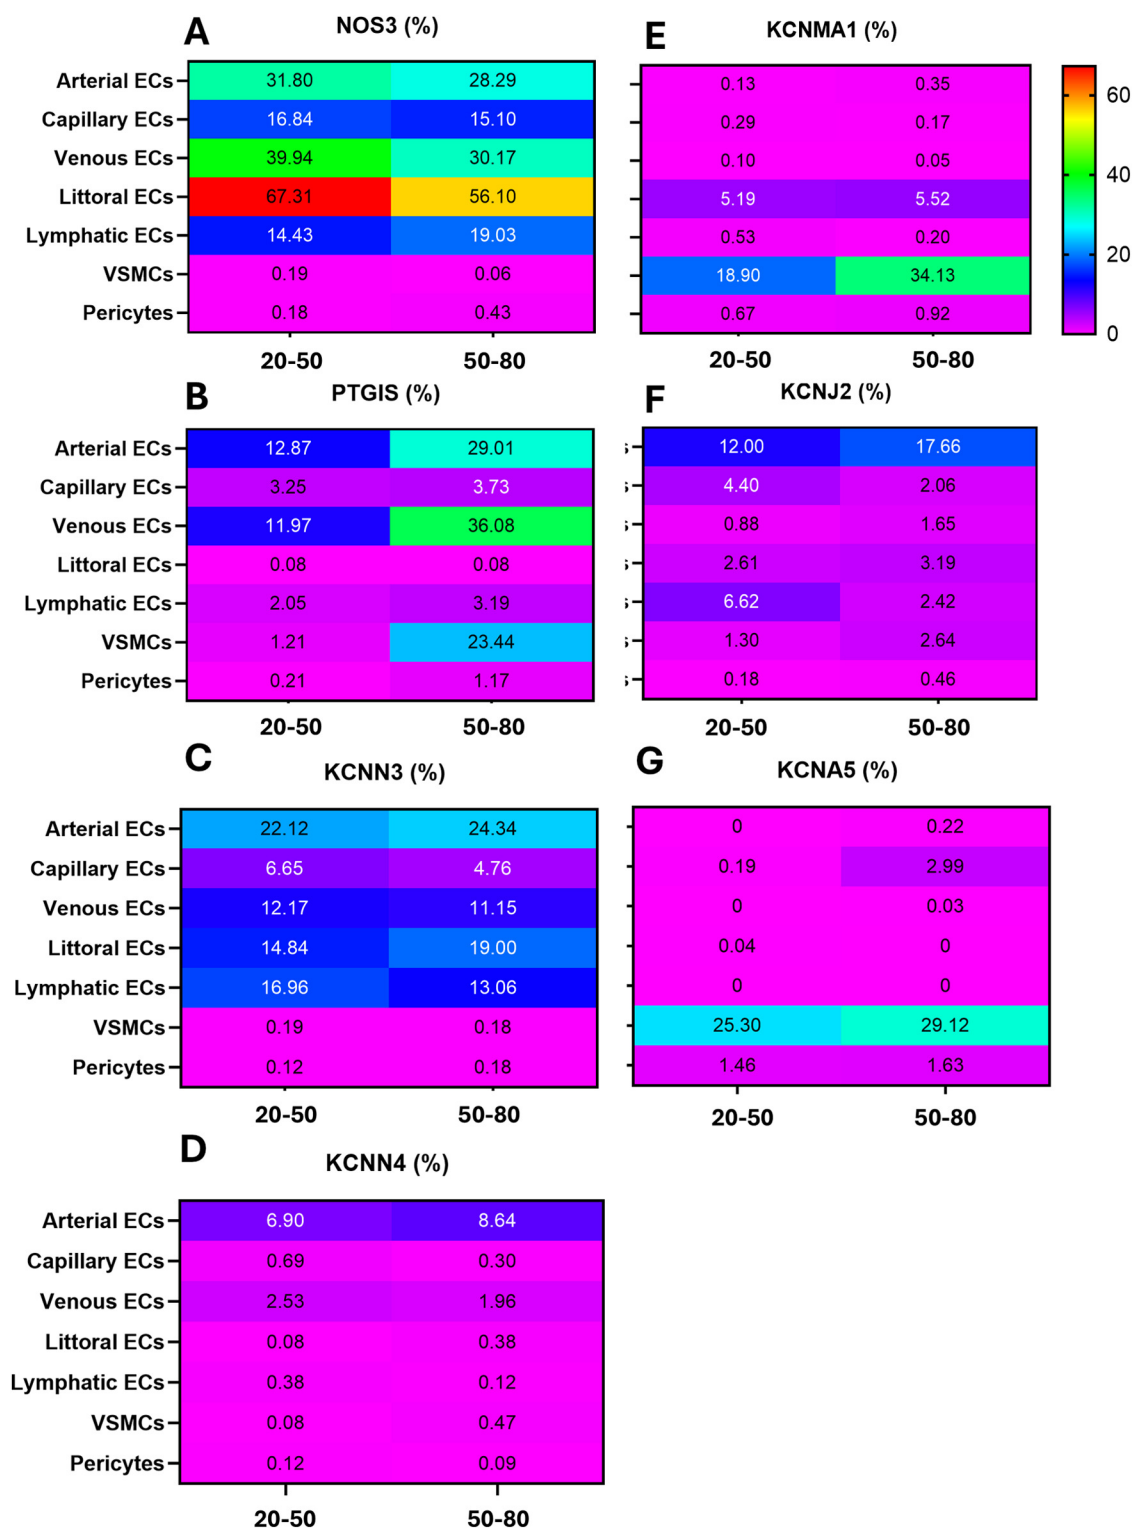 A
NOS3 (%)
Arterial ECs 31.80 28.29
Capillary ECs 16.84 15.10
Venous ECs 39.94 30.17
Littoral ECs 67.31 56.10
Lymphatic ECs 14.43 19.03
VSMCs 0.19 0.06
Pericytes 0.18 0.43
20-50 50-80
B
PTGIS (%)
Arterial ECs 12.87 29.01
Capillary ECs 3.25 3.73
Venous ECs 11.97 36.08
Littoral ECs 0.08 0.08
Lymphatic ECs 2.05 3.19
VSMCs 1.21 23.44
Pericytes 0.21 1.17
20-50 50-80
C
KCNN3 (%)
Arterial ECs 22.12 24.34
Capillary ECs 6.65 4.76
Venous ECs 12.17 11.15
Littoral ECs 14.84 19.00
Lymphatic ECs 16.96 13.06
VSMCs 0.19 0.18
Pericytes 0.12 0.18
20-50 50-80
D
KCNN4 (%)
Arterial ECs 6.90 8.64
Capillary ECs 0.69 0.30
Venous ECs 2.53 1.96
Littoral ECs 0.08 0.38
Lymphatic ECs 0.38 0.12
VSMCs 0.08 0.47
Pericytes 0.12 0.09
20-50 50-80
E
KCNMA1 (%)
0.13 0.35
0.29 0.17
0.10 0.05
5.19 5.52
0.53 0.20
18.90 34.13
0.67 0.92
20-50 50-80
60
40
20
0
F
KCNJ2 (%)
12.00 17.66
4.40 2.06
0.88 1.65
2.61 3.19
6.62 2.42
1.30 2.64
0.18 0.46
20-50 50-80
G
KCNA5 (%)
0 0.22
0.19 2.99
0 0.03
0.04 0
0 0
25.30 29.12
1.46 1.63
20-50 50-80